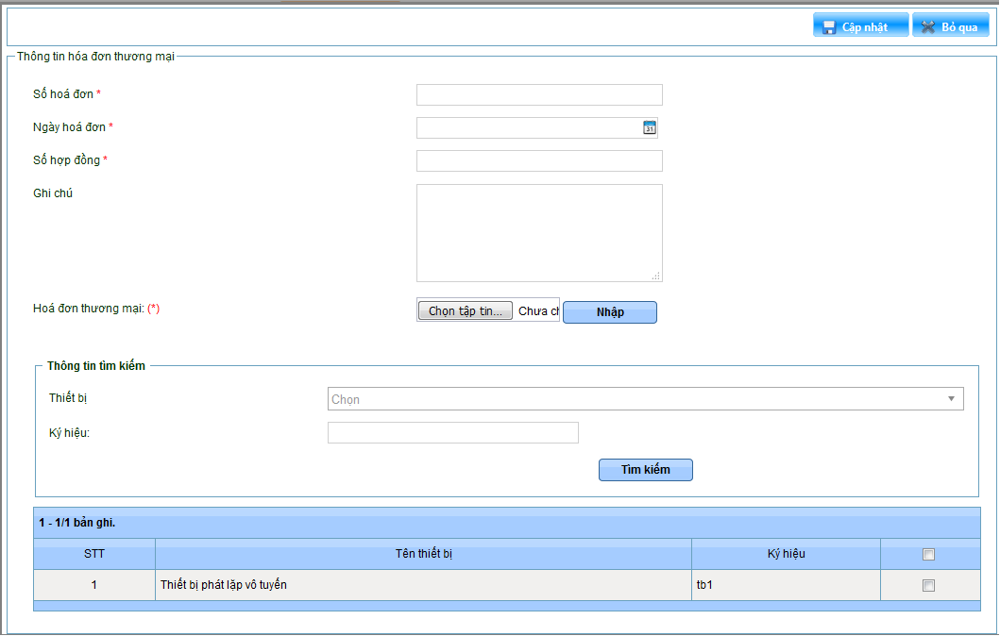 Cập nhật
Bỏ qua
Thông tin hóa đơn thương mại
Số hoá đơn *
Ngày hoá đơn *
31
Số hợp đồng *
Ghi chú
Hoá đơn thương mại: (*)
Chọn tập tin... Chưa ch
Nhập
Thông tin tìm kiếm
Thiết bị
Chọn
Ký hiệu:
Tìm kiếm
1 - 1/1 bản ghi.
STT Tên thiết bị Ký hiệu
1 Thiết bị phát lặp vô tuyến tb1